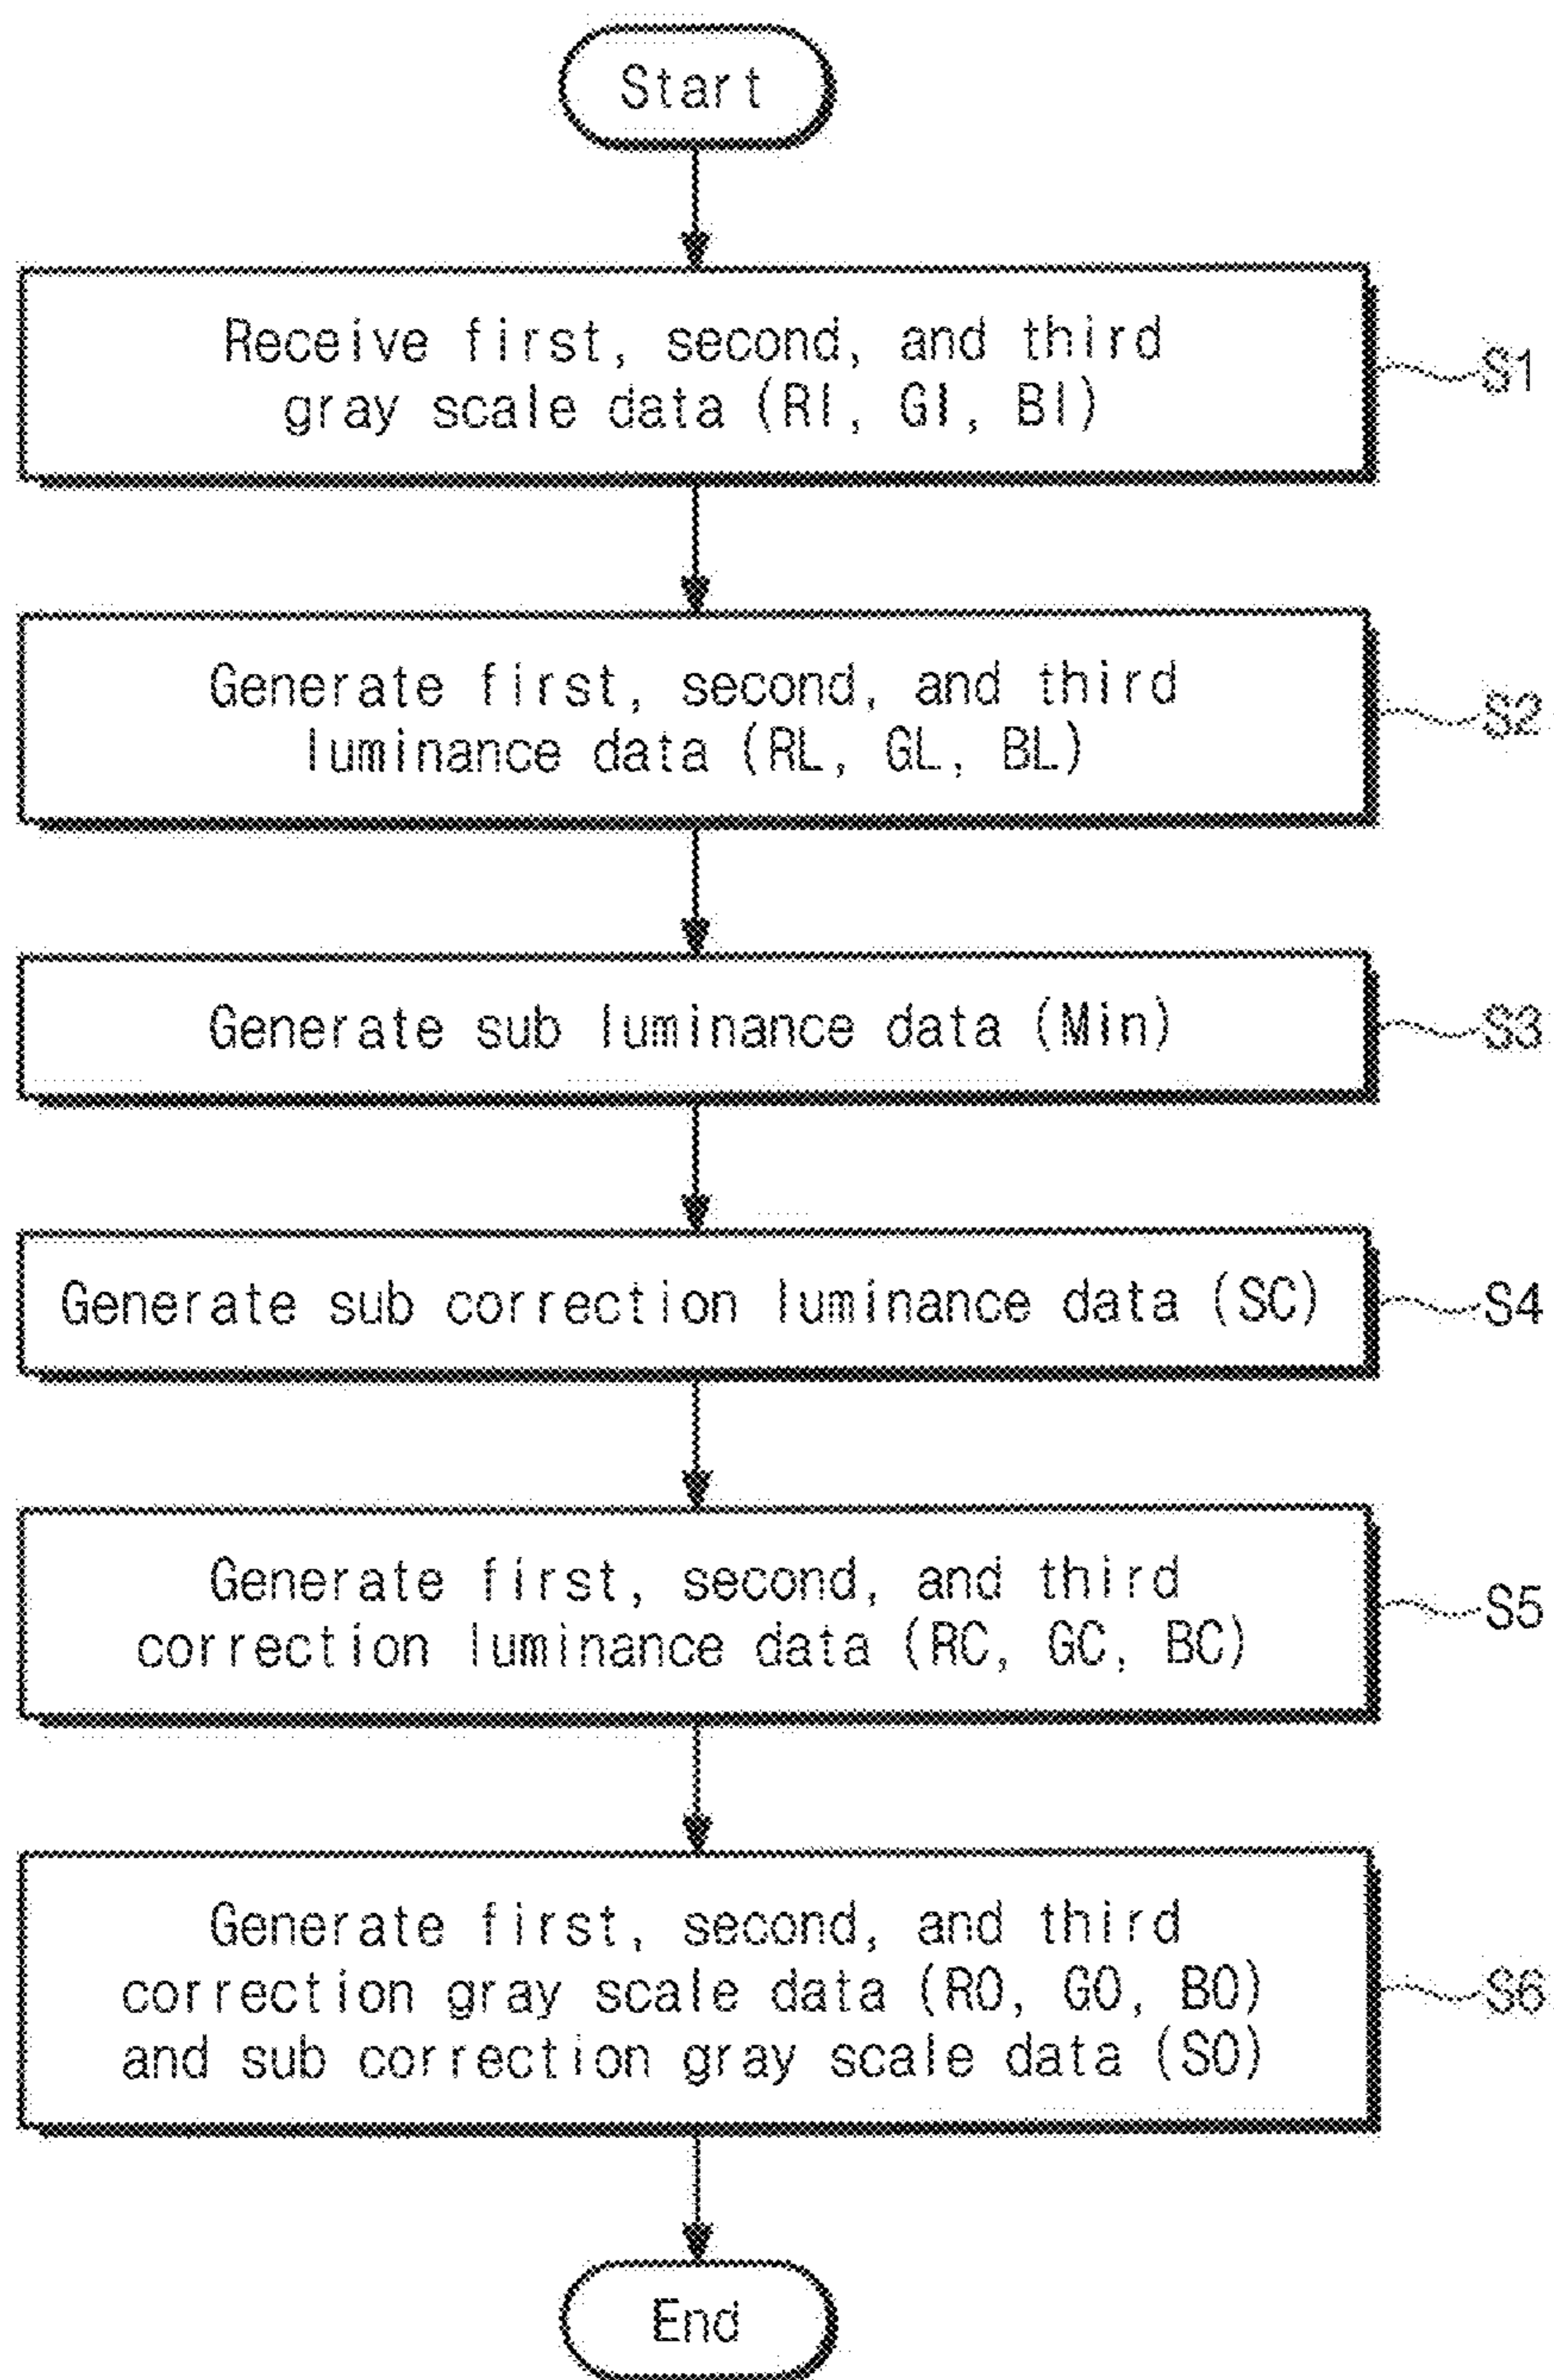 Start
Receive first, second, and third
gray scale data (RI, GI, BI)
S1
Generate first, second, and third
luminance data (RL, GL, BL)
S2
Generate sub luminance data (Min)
S3
Generate sub correction luminance data (SC)
S4
Generate first, second, and third
correction luminance data (RC, GC, BC)
S5
Generate first, second, and third
correction gray scale data (RO, GO, BO)
and sub correction gray scale data (SO)
S6
End